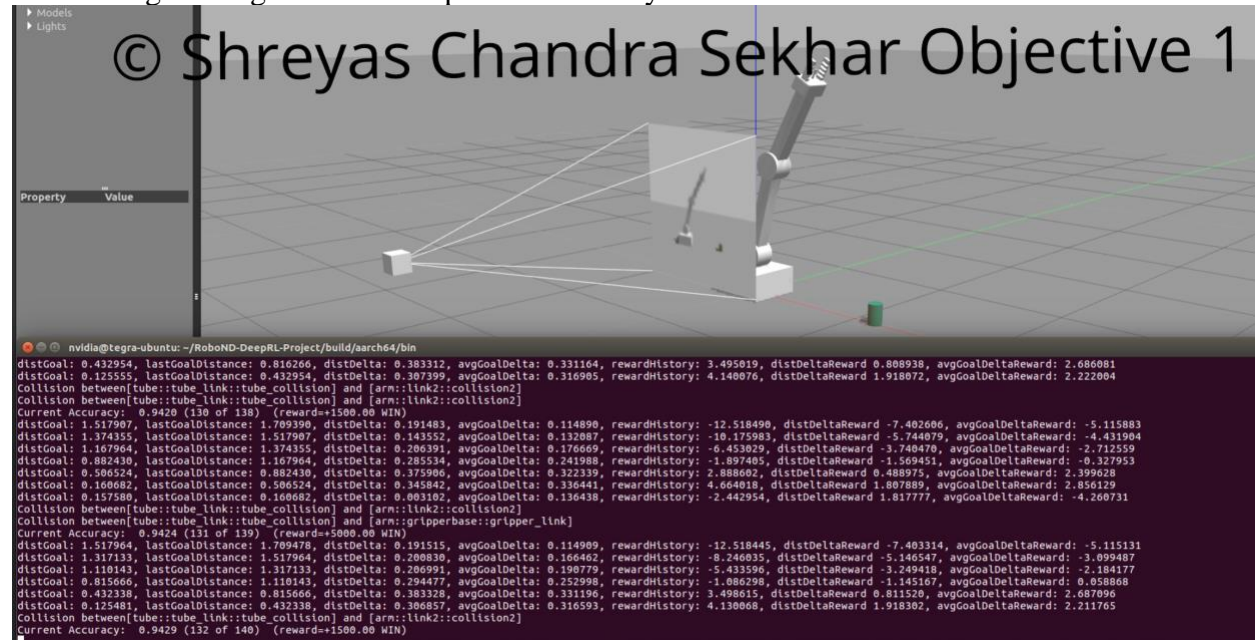 Models
Lights
© Shreyas Chandra Sekhar Objective 1
Property Value
nvidia@tegra-ubuntu: ~/RoboND-DeepRL-Project/build/aarch64/bin
distGoal: 0.432954, lastGoalDistance: 0.816266, distDelta: 0.383312, avgGoalDelta: 0.331164, rewardHistory: 3.495019, distDeltaReward 0.808938, avgGoalDeltaReward: 2.686081
distGoal: 0.125555, lastGoalDistance: 0.432954, distDelta: 0.307399, avgGoalDelta: 0.316905, rewardHistory: 4.140076, distDeltaReward 1.918072, avgGoalDeltaReward: 2.222004
Collision between[tube::tube_link::tube_collision] and [arm::link2::collision2]
Collision between[tube::tube_link::tube_collision] and [arm::link2::collision2]
Current Accuracy:  0.9420 (130 of 138)  (reward=+1500.00 WIN)
distGoal: 1.517907, lastGoalDistance: 1.709390, distDelta: 0.191483, avgGoalDelta: 0.114890, rewardHistory: -12.518490, distDeltaReward -7.402606, avgGoalDeltaReward: -5.115883
distGoal: 1.374355, lastGoalDistance: 1.517907, distDelta: 0.143552, avgGoalDelta: 0.132087, rewardHistory: -10.175983, distDeltaReward -5.744079, avgGoalDeltaReward: -4.431904
distGoal: 1.167964, lastGoalDistance: 1.374355, distDelta: 0.206391, avgGoalDelta: 0.176669, rewardHistory: -6.453029, distDeltaReward -3.740470, avgGoalDeltaReward: -2.712559
distGoal: 0.882430, lastGoalDistance: 1.167964, distDelta: 0.285534, avgGoalDelta: 0.241988, rewardHistory: -1.897405, distDeltaReward -1.569451, avgGoalDeltaReward: -0.327953
distGoal: 0.506524, lastGoalDistance: 0.882430, distDelta: 0.375906, avgGoalDelta: 0.322339, rewardHistory: 2.888602, distDeltaReward 0.488975, avgGoalDeltaReward: 2.399628
distGoal: 0.160682, lastGoalDistance: 0.506524, distDelta: 0.345842, avgGoalDelta: 0.336441, rewardHistory: 4.664018, distDeltaReward 1.807889, avgGoalDeltaReward: 2.856129
distGoal: 0.157580, lastGoalDistance: 0.160682, distDelta: 0.003102, avgGoalDelta: 0.136438, rewardHistory: -2.442954, distDeltaReward 1.817777, avgGoalDeltaReward: -4.260731
Collision between[tube::tube_link::tube_collision] and [arm::link2::collision2]
Collision between[tube::tube_link::tube_collision] and [arm::gripperbase::gripper_link]
Current Accuracy:  0.9424 (131 of 139)  (reward=+5000.00 WIN)
distGoal: 1.517964, lastGoalDistance: 1.709478, distDelta: 0.191515, avgGoalDelta: 0.114909, rewardHistory: -12.518445, distDeltaReward -7.403314, avgGoalDeltaReward: -5.115131
distGoal: 1.317133, lastGoalDistance: 1.517964, distDelta: 0.200830, avgGoalDelta: 0.166462, rewardHistory: -8.246035, distDeltaReward -5.146547, avgGoalDeltaReward: -3.099487
distGoal: 1.110143, lastGoalDistance: 1.317133, distDelta: 0.206991, avgGoalDelta: 0.190779, rewardHistory: -5.433596, distDeltaReward -3.249418, avgGoalDeltaReward: -2.184177
distGoal: 0.815666, lastGoalDistance: 1.110143, distDelta: 0.294477, avgGoalDelta: 0.252998, rewardHistory: -1.086298, distDeltaReward -1.145167, avgGoalDeltaReward: 0.058868
distGoal: 0.432338, lastGoalDistance: 0.815666, distDelta: 0.383328, avgGoalDelta: 0.331196, rewardHistory: 3.498615, distDeltaReward 0.811520, avgGoalDeltaReward: 2.687096
distGoal: 0.125481, lastGoalDistance: 0.432338, distDelta: 0.306857, avgGoalDelta: 0.316593, rewardHistory: 4.130068, distDeltaReward 1.918302, avgGoalDeltaReward: 2.211765
Collision between[tube::tube_link::tube_collision] and [arm::link2::collision2]
Current Accuracy:  0.9429 (132 of 140)  (reward=+1500.00 WIN)